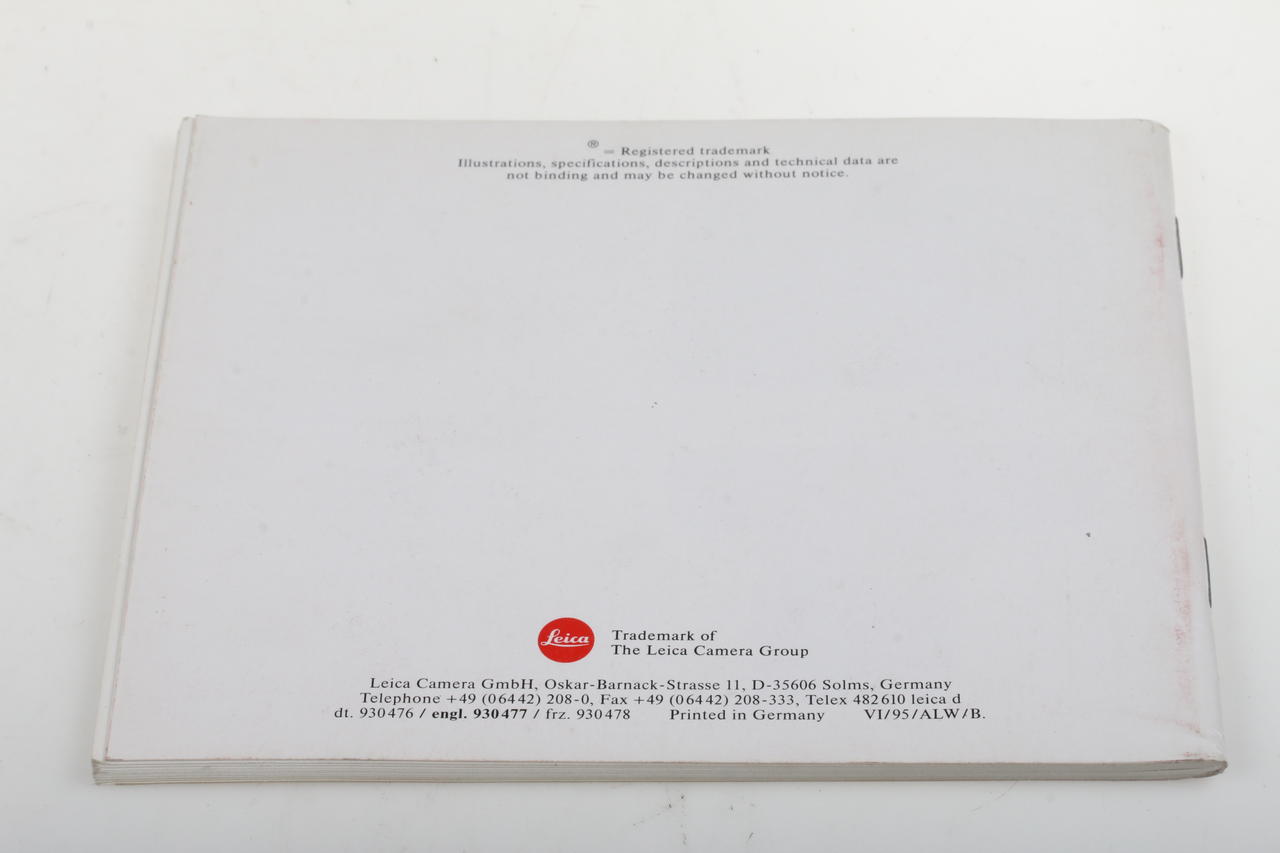 ® = Registered trademark
Illustrations, specifications, descriptions and technical data are
not binding and may be changed without notice.
Leica
Trademark of
The Leica Camera Group
Leica Camera GmbH, Oskar-Barnack-Strasse 11, D-35606 Solms, Germany
Telephone +49 (06442) 208-0, Fax +49 (06442) 208-333, Telex 482610 leica d
dt. 930476 / engl. 930477 / frz. 930478 Printed in Germany VI/95/ALW/B.